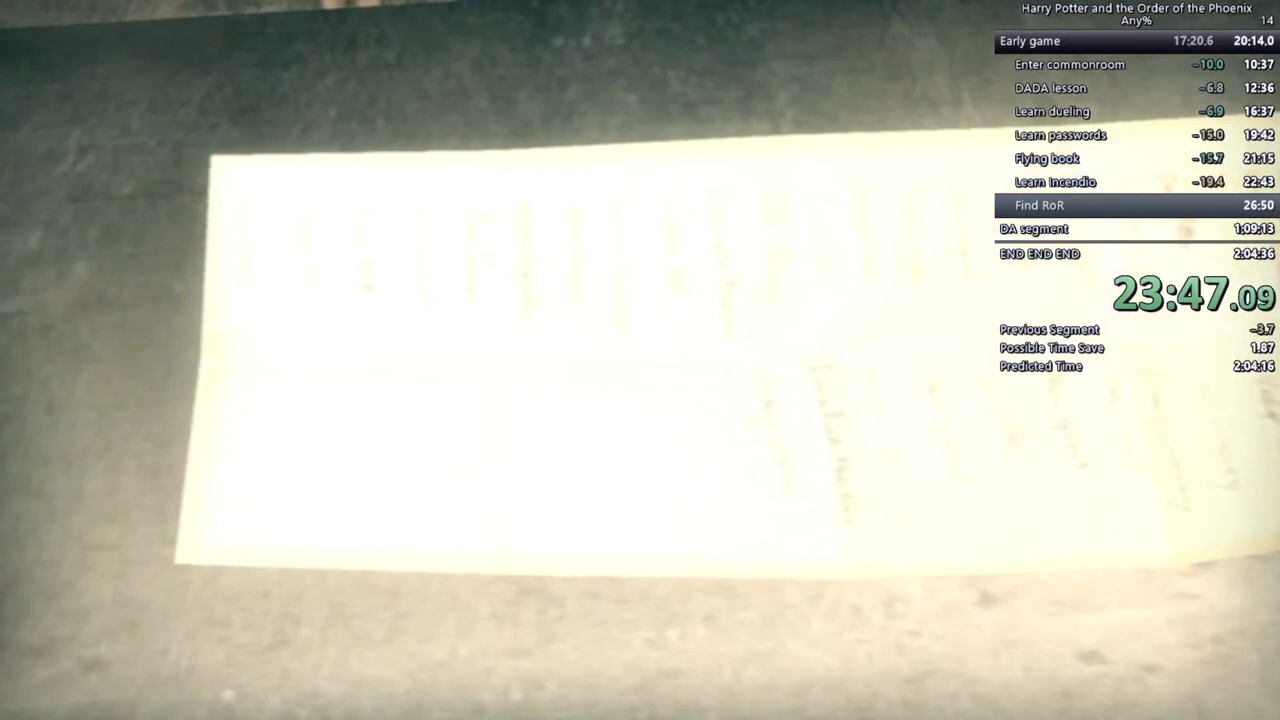 Harry Potter and the Order of the Phoenix
Any% 14
Early game 17:20.6 20:14.0
Enter commonroom -10.0 10:37
DADA lesson -6.8 12:36
Learn dueling -6.9 16:37
Learn passwords -15.0 19:42
Flying book -15.7 21:15
Learn Incendio -19.4 22:43
Find RoR 26:50
DA segment 1:09:13
END END END 2:04:36
23:47.09
Previous Segment -3.7
Possible Time Save 1.87
Predicted Time 2:04:16